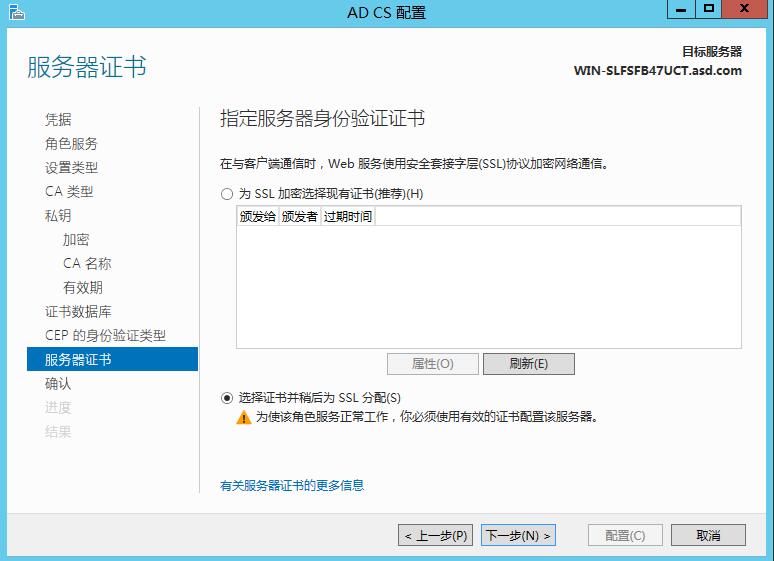 AD CS 配置
服务器证书
目标服务器
WIN-SLFSFB47UCT.asd.com
凭据
角色服务
设置类型
CA 类型
私钥
加密
CA 名称
有效期
证书数据库
CEP 的身份验证类型
服务器证书
确认
进度
结果
指定服务器身份验证证书
在与客户端通信时，Web 服务使用安全套接字层(SSL)协议加密网络通信。
为 SSL 加密选择现有证书(推荐)(H)
颁发给 颁发者 过期时间
属性(O) 刷新(E)
选择证书并稍后为 SSL 分配(S)
为使该角色服务正常工作，你必须使用有效的证书配置该服务器。
有关服务器证书的更多信息
< 上一步(P) 下一步(N) > 配置(C) 取消